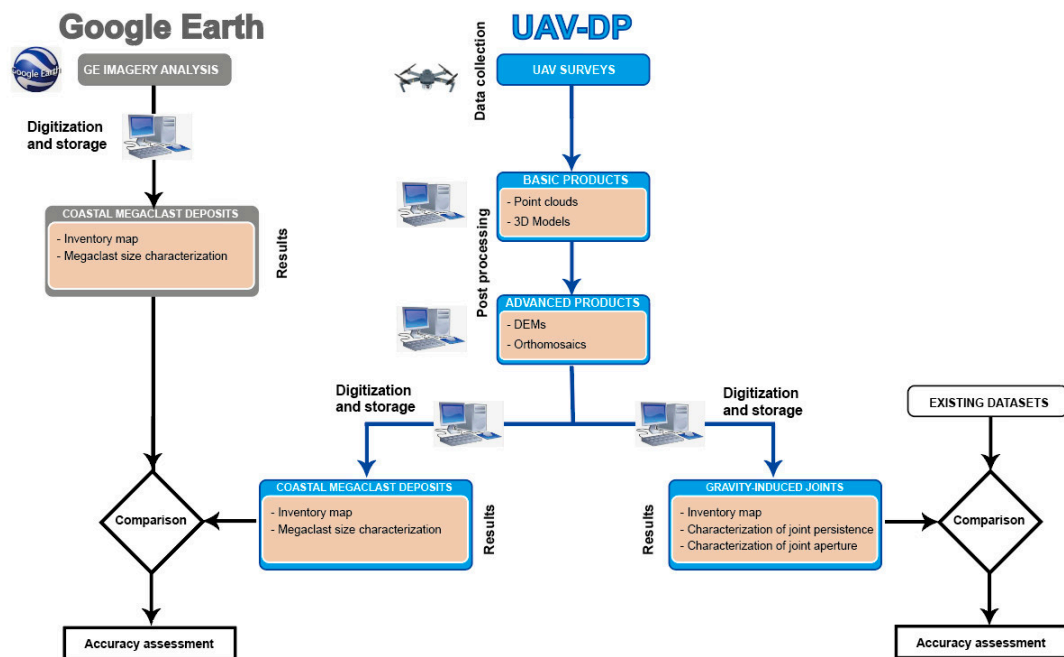 Google Earth
UAV-DP
Google Earth
GE IMAGERY ANALYSIS
Digitization
and storage
COASTAL MEGACLAST DEPOSITS
- Inventory map
- Megaclast size characterization
Results
Data collection
UAV SURVEYS
BASIC PRODUCTS
- Point clouds
- 3D Models
Post processing
ADVANCED PRODUCTS
- DEMs
- Orthomosaics
Digitization
and storage
Digitization
and storage
EXISTING DATASETS
Comparison
COASTAL MEGACLAST DEPOSITS
- Inventory map
- Megaclast size characterization
Results
Results
GRAVITY-INDUCED JOINTS
- Inventory map
- Characterization of joint persistence
- Characterization of joint aperture
Comparison
Accuracy assessment
Accuracy assessment